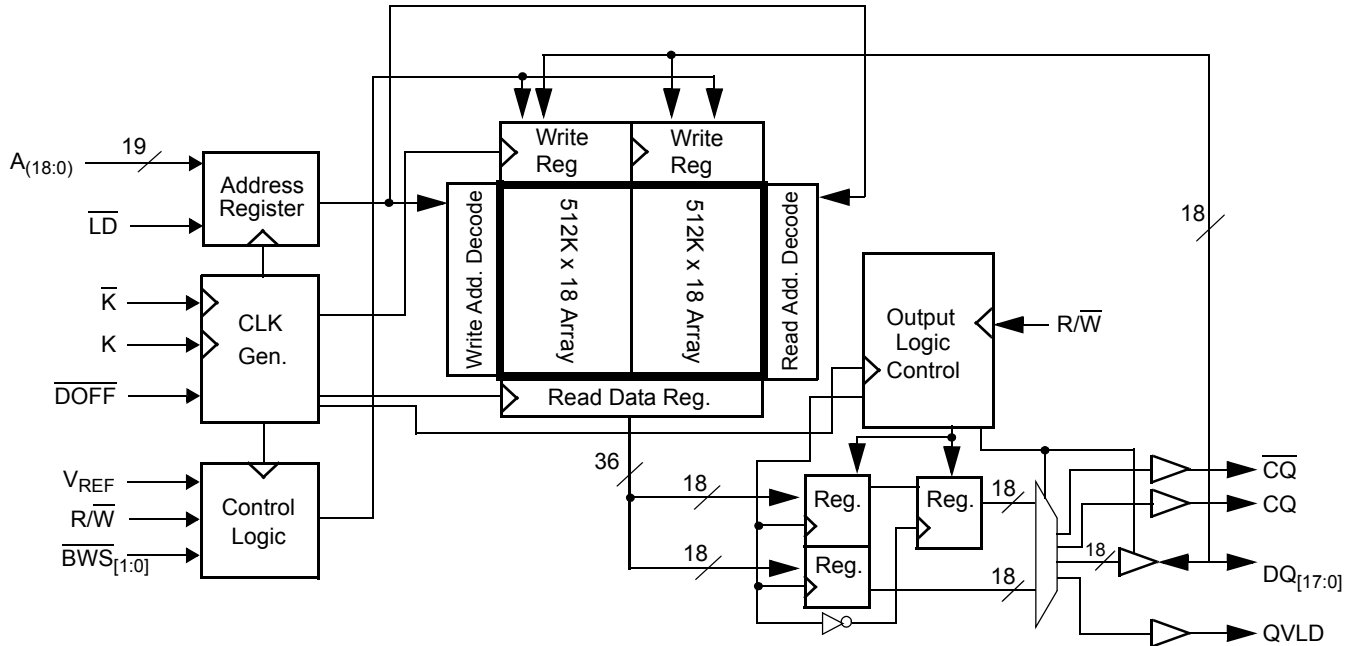 A(18:0)
19
LD
Address
Register
K
K
DOFF
CLK
Gen.
VREF
R/W
BWS[1:0]
Control
Logic
Write
Reg
Write
Reg
Write Add. Decode
512K x 18 Array
512K x 18 Array
Read Add. Decode
Read Data Reg.
36
18
18
Output
Logic
Control
R/W
18
Reg.
Reg.
Reg.
18
18
18
CQ
CQ
DQ[17:0]
QVLD